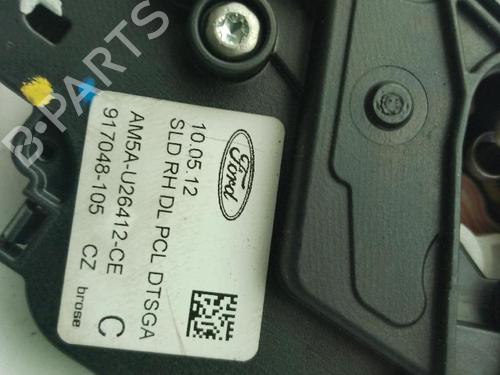 Ford
10.05.12
SLD RH DL PCL DTSGA
AM5A-U26412-CE
917048-105 CZ
C
brose
B-PARTS